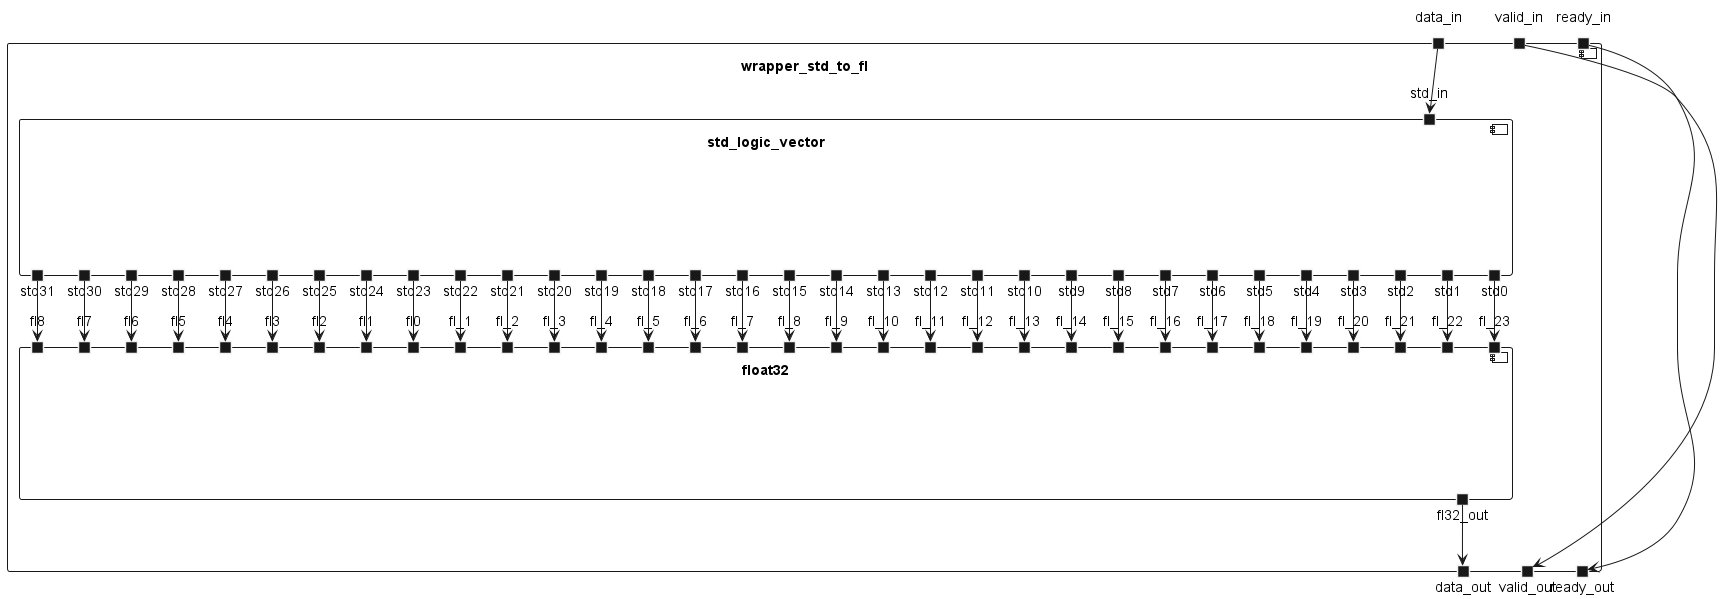 data_in valid_in ready_in
wrapper_std_to_fl
std_in
std_logic_vector
std31 std30 std29 std28 std27 std26 std25 std24 std23 std22 std21 std20 std19 std18 std17 std16 std15 std14 std13 std12 std11 std10 std9 std8 std7 std6 std5 std4 std3 std2 std1 std0
fl8 fl7 fl6 fl5 fl4 fl3 fl2 fl1 fl0 fl_1 fl_2 fl_3 fl_4 fl_5 fl_6 fl_7 fl_8 fl_9 fl_10 fl_11 fl_12 fl_13 fl_14 fl_15 fl_16 fl_17 fl_18 fl_19 fl_20 fl_21 fl_22 fl_23
float32
fl32_out
data_out valid_out ready_out